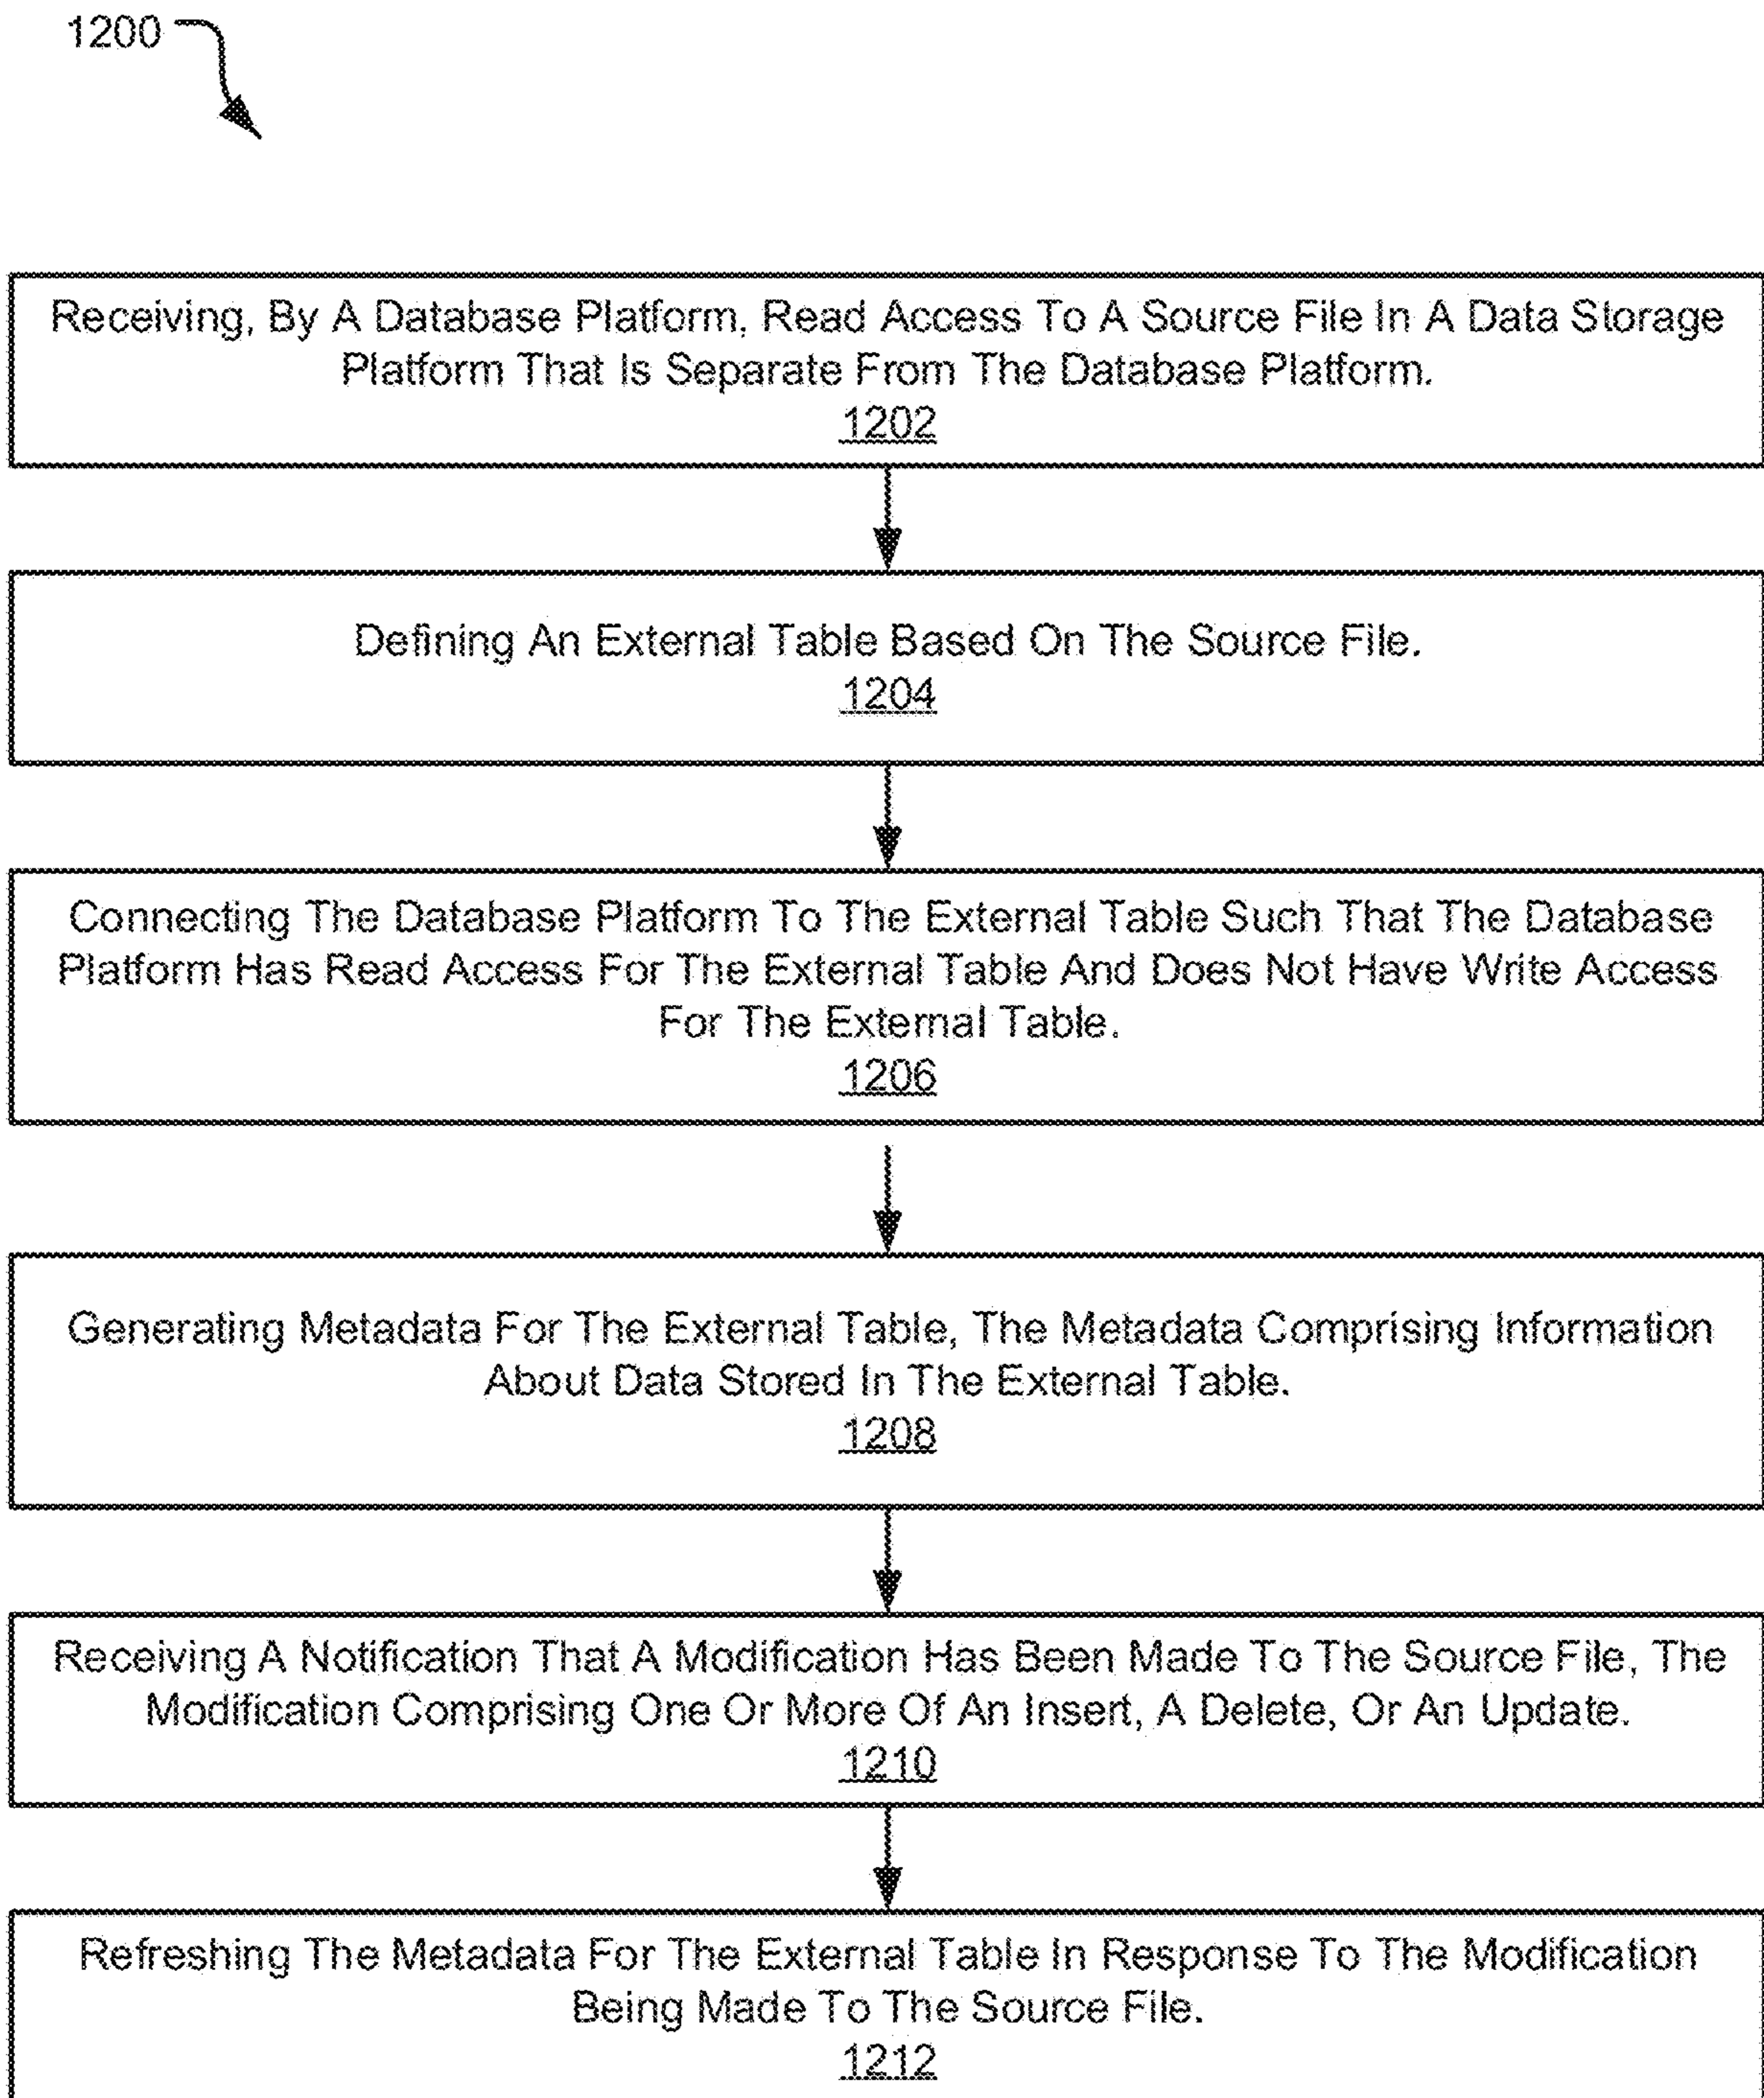 1200
Receiving, By A Database Platform, Read Access To A Source File In A Data Storage
Platform That Is Separate From The Database Platform.
1202
Defining An External Table Based On The Source File.
1204
Connecting The Database Platform To The External Table Such That The Database
Platform Has Read Access For The External Table And Does Not Have Write Access
For The External Table.
1206
Generating Metadata For The External Table, The Metadata Comprising Information
About Data Stored In The External Table.
1208
Receiving A Notification That A Modification Has Been Made To The Source File, The
Modification Comprising One Or More Of An Insert, A Delete, Or An Update.
1210
Refreshing The Metadata For The External Table In Response To The Modification
Being Made To The Source File.
1212